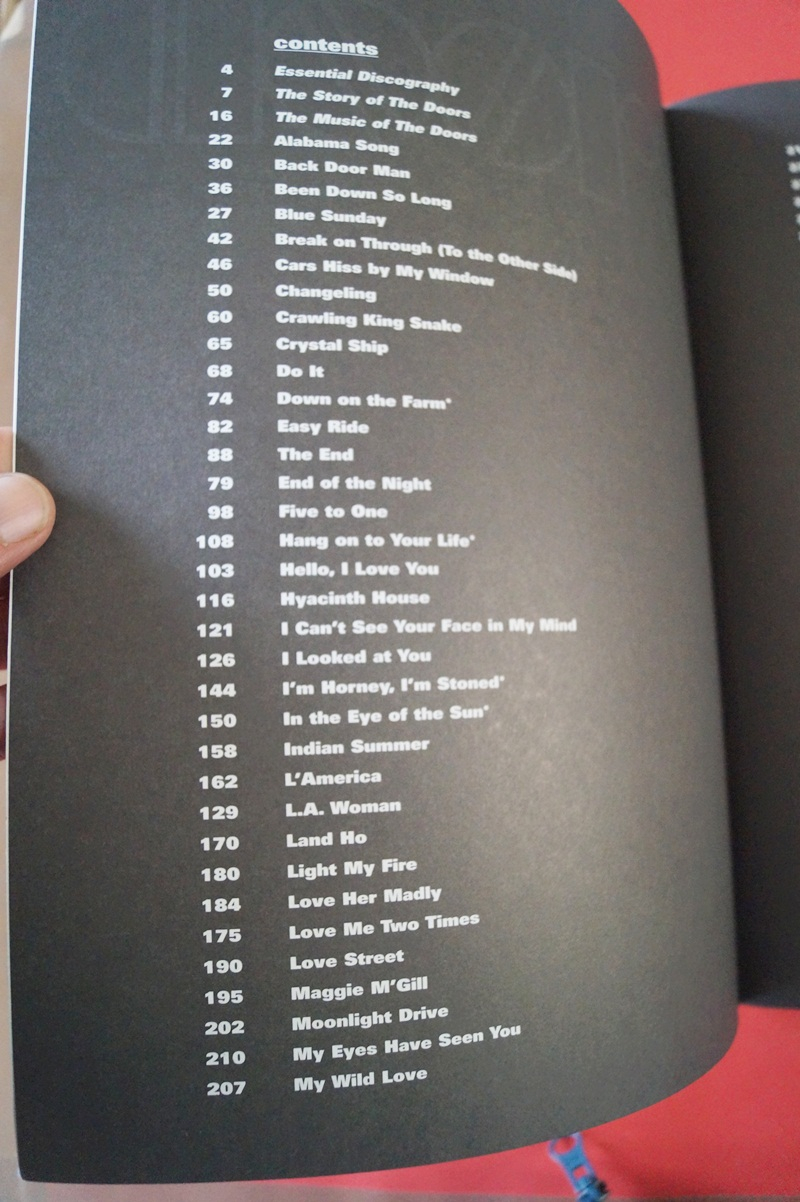 contents
4 Essential Discography
7 The Story of The Doors
16 The Music of The Doors
22 Alabama Song
30 Back Door Man
36 Been Down So Long
27 Blue Sunday
42 Break on Through (To the Other Side)
46 Cars Hiss by My Window
50 Changeling
60 Crawling King Snake
65 Crystal Ship
68 Do It
74 Down on the Farm*
82 Easy Ride
88 The End
79 End of the Night
98 Five to One
108 Hang on to Your Life*
103 Hello, I Love You
116 Hyacinth House
121 I Can't See Your Face in My Mind
126 I Looked at You
144 I'm Horney, I'm Stoned*
150 In the Eye of the Sun*
158 Indian Summer
162 L'America
129 L.A. Woman
170 Land Ho
180 Light My Fire
184 Love Her Madly
175 Love Me Two Times
190 Love Street
195 Maggie M'Gill
202 Moonlight Drive
210 My Eyes Have Seen You
207 My Wild Love